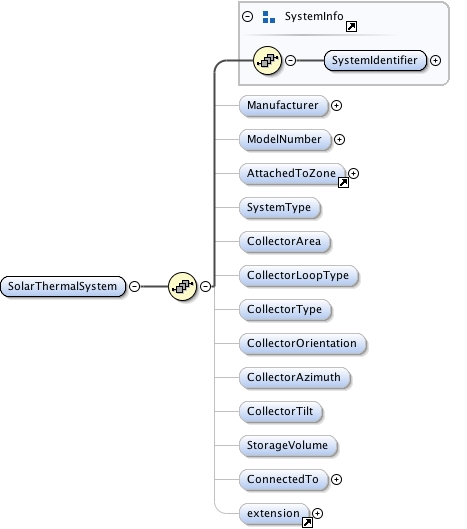 SystemInfo
SystemIdentifier
Manufacturer
ModelNumber
AttachedToZone
SystemType
CollectorArea
CollectorLoopType
SolarThermalSystem
CollectorType
CollectorOrientation
CollectorAzimuth
CollectorTilt
StorageVolume
ConnectedTo
extension